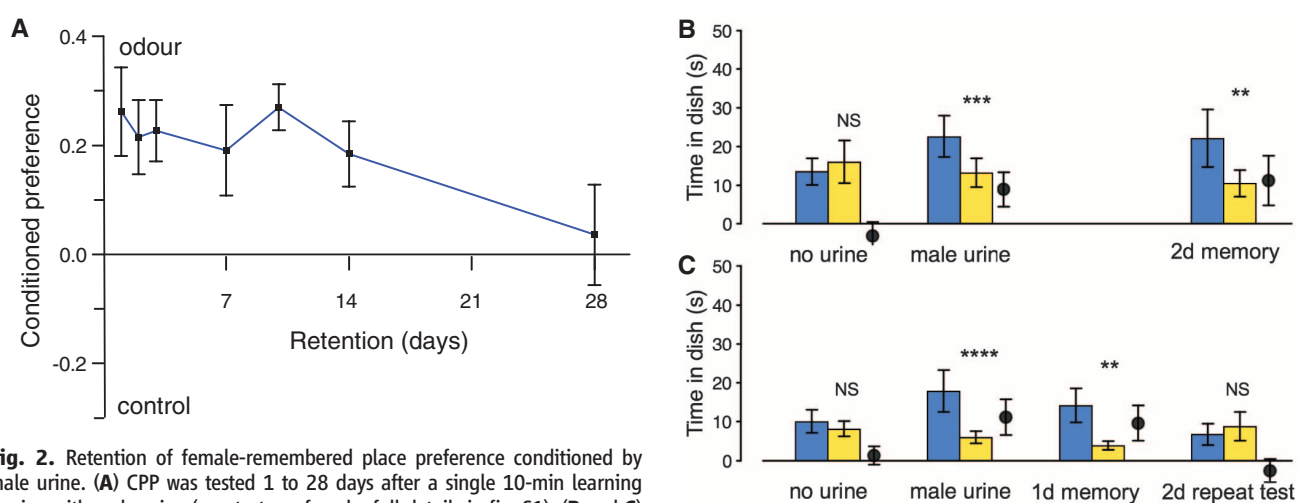 A
0.4
odour
0.2
0.0
-0.2
control
Conditioned preference
7
14
21
28
Retention (days)
B
50
40
30
20
10
0
Time in dish (s)
NS
***
**
no urine
male urine
2d memory
C
50
40
30
20
10
0
Time in dish (s)
NS
****
**
NS
no urine
male urine
1d memory
2d repeat test
ig. 2. Retention of female-remembered place preference conditioned by
male urine. (A) CPP was tested 1 to 28 days after a single 10-min learning